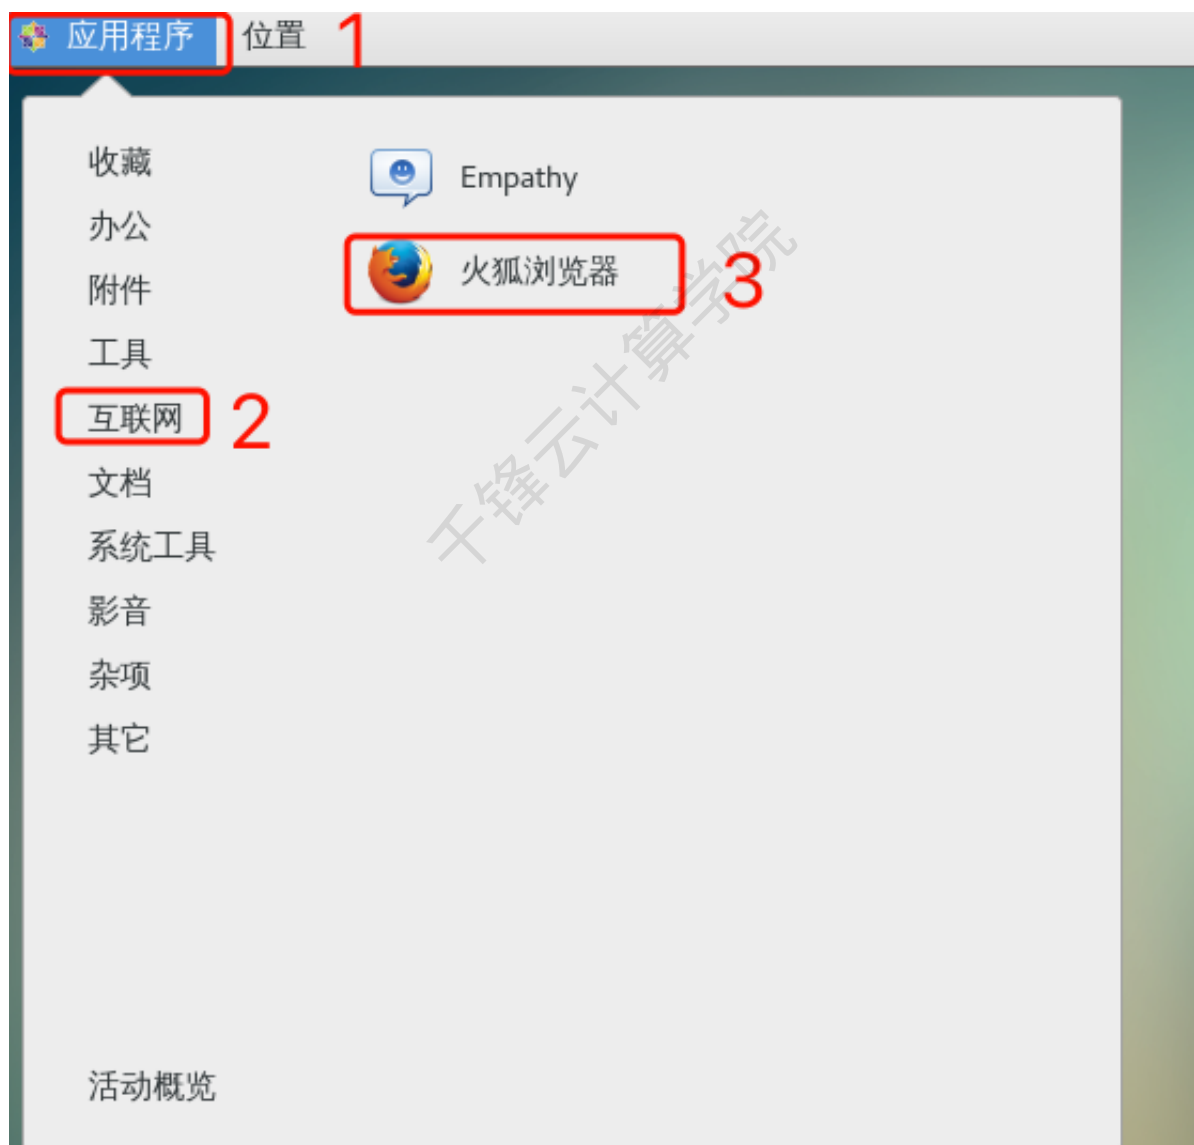 应用程序 位置 1
收藏
Empathy
办公
火狐浏览器 3
附件
工具
互联网 2
文档
系统工具
影音
杂项
其它
活动概览
千锋云计算学院